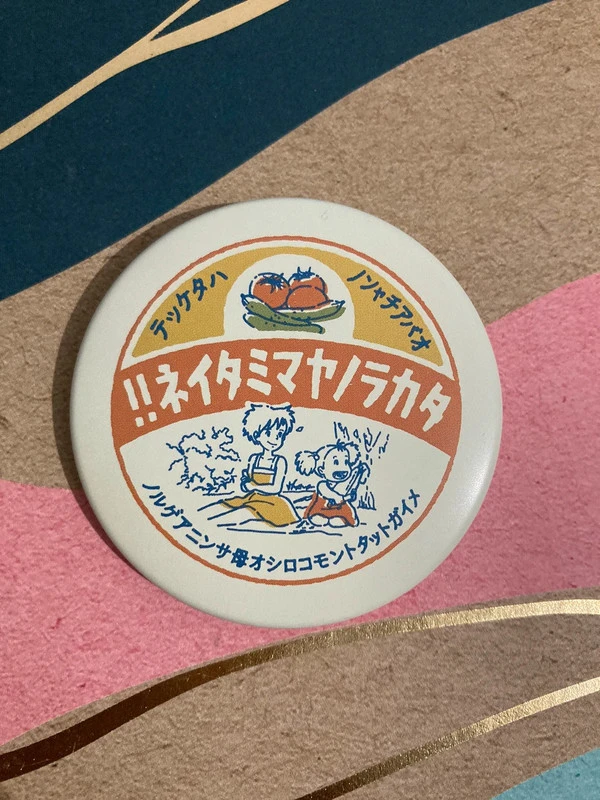 オバアチャンノ
ハタケッテ
タカラノヤマミタイネ!!
メイガトッタトンモコロシオ母サンニアゲルノ